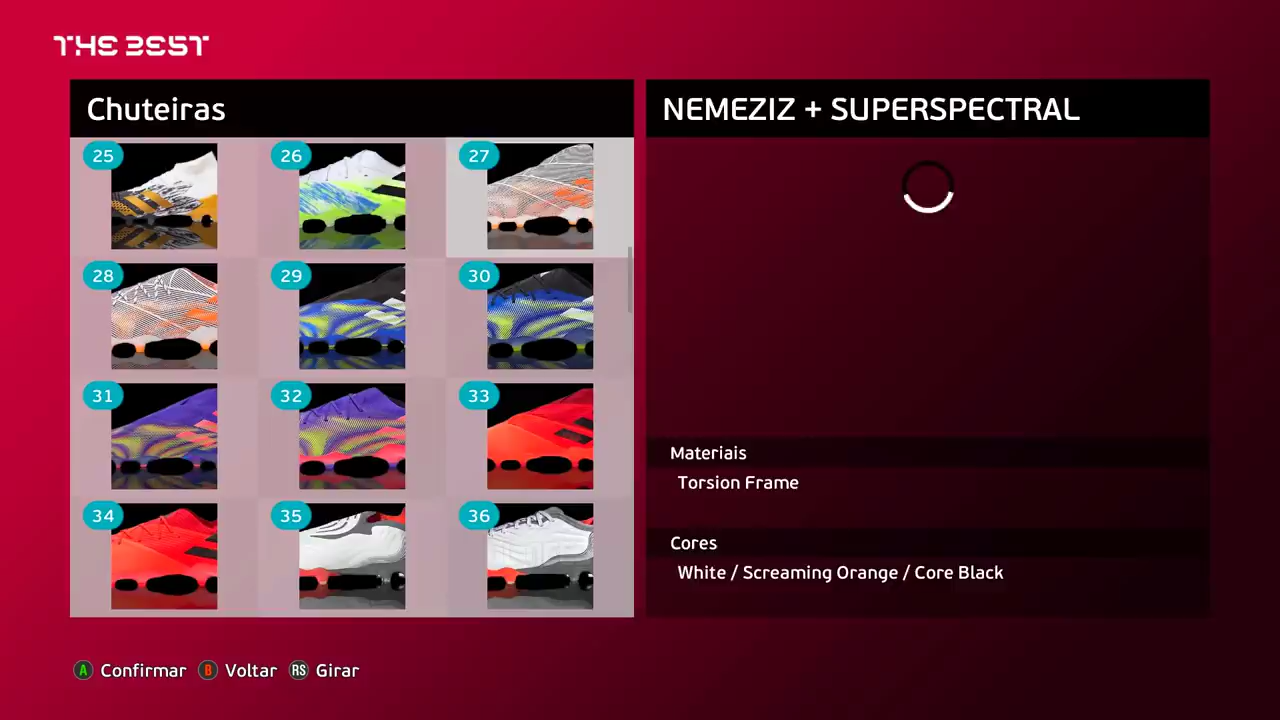 THE BEST
Chuteiras
NEMEZIZ + SUPERSPECTRAL
25
26
27
28
29
30
31
32
33
34
35
36
Materiais
Torsion Frame
Cores
White / Screaming Orange / Core Black
A Confirmar B Voltar RS Girar